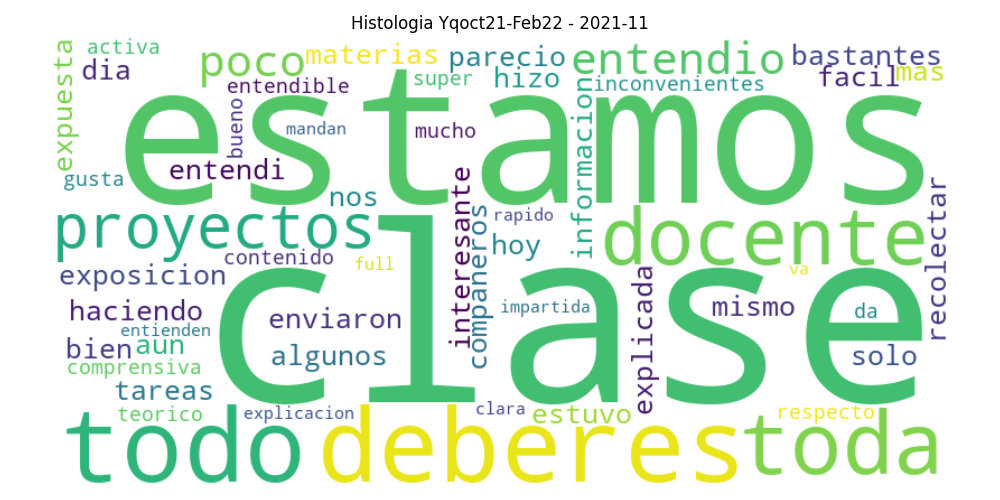 Histologia Yqoct21-Feb22 - 2021-11
activa
dia
expuesta
poco
materias
parecio
entendio
bastantes
facil
mas
entendible
super
hizo
inconvenientes
estamos
bueno
mandan
mucho
informacion
gusta
entendi
nos
interesante
companeros
rapido
hoy
proyectos
docente
recolectar
contenido
full
exposicion
va
clase
haciendo
enviaron
impartida
explicada
mismo
da
entienden
bien
aun
algunos
solo
comprensiva
tareas
teorico
explicacion
clara
estuvo
respecto
todo
deberes
toda